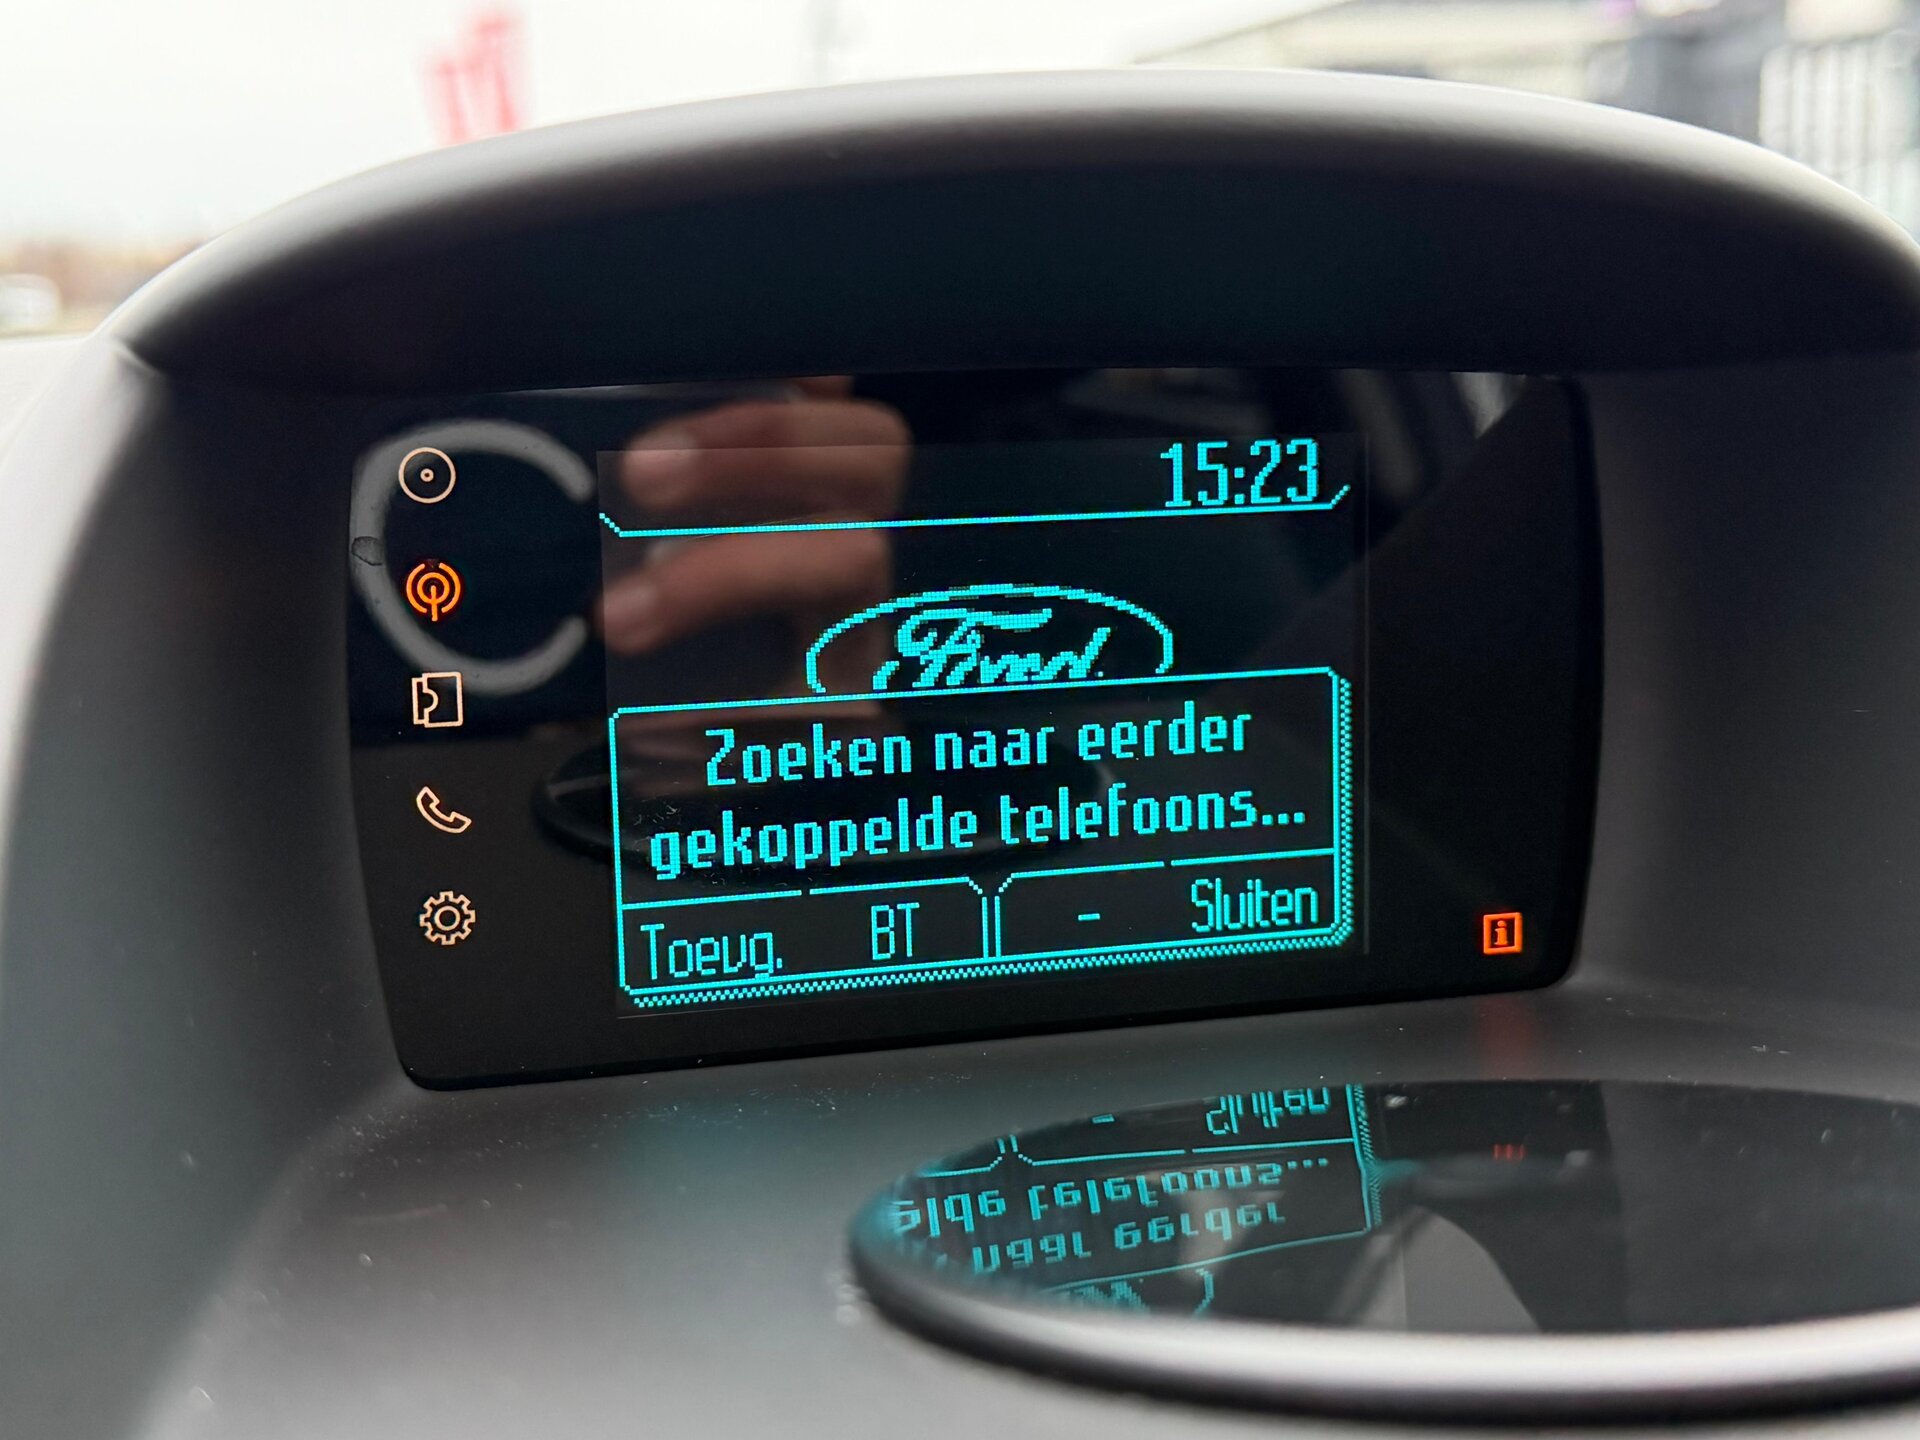 15:23
Ford
Zoeken naar eerder
gekoppelde telefoons...
Toevg. BT - Sluiten
i